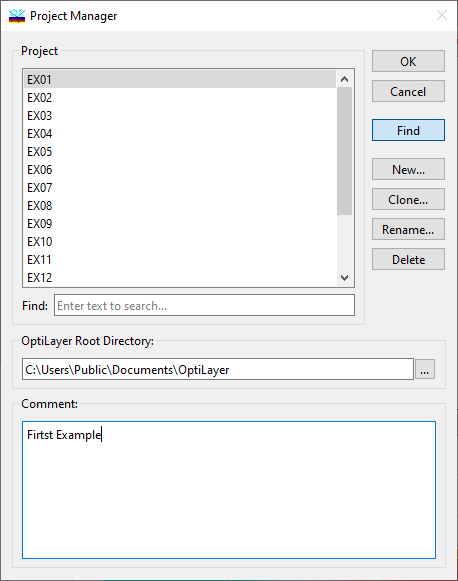 Project Manager
Project
EX01
EX02
EX03
EX04
EX05
EX06
EX07
EX08
EX09
EX10
EX11
EX12
Find: Enter text to search...
OK
Cancel
Find
New...
Clone...
Rename...
Delete
OptiLayer Root Directory:
C:\Users\Public\Documents\OptiLayer ...
Comment:
Firtst Example